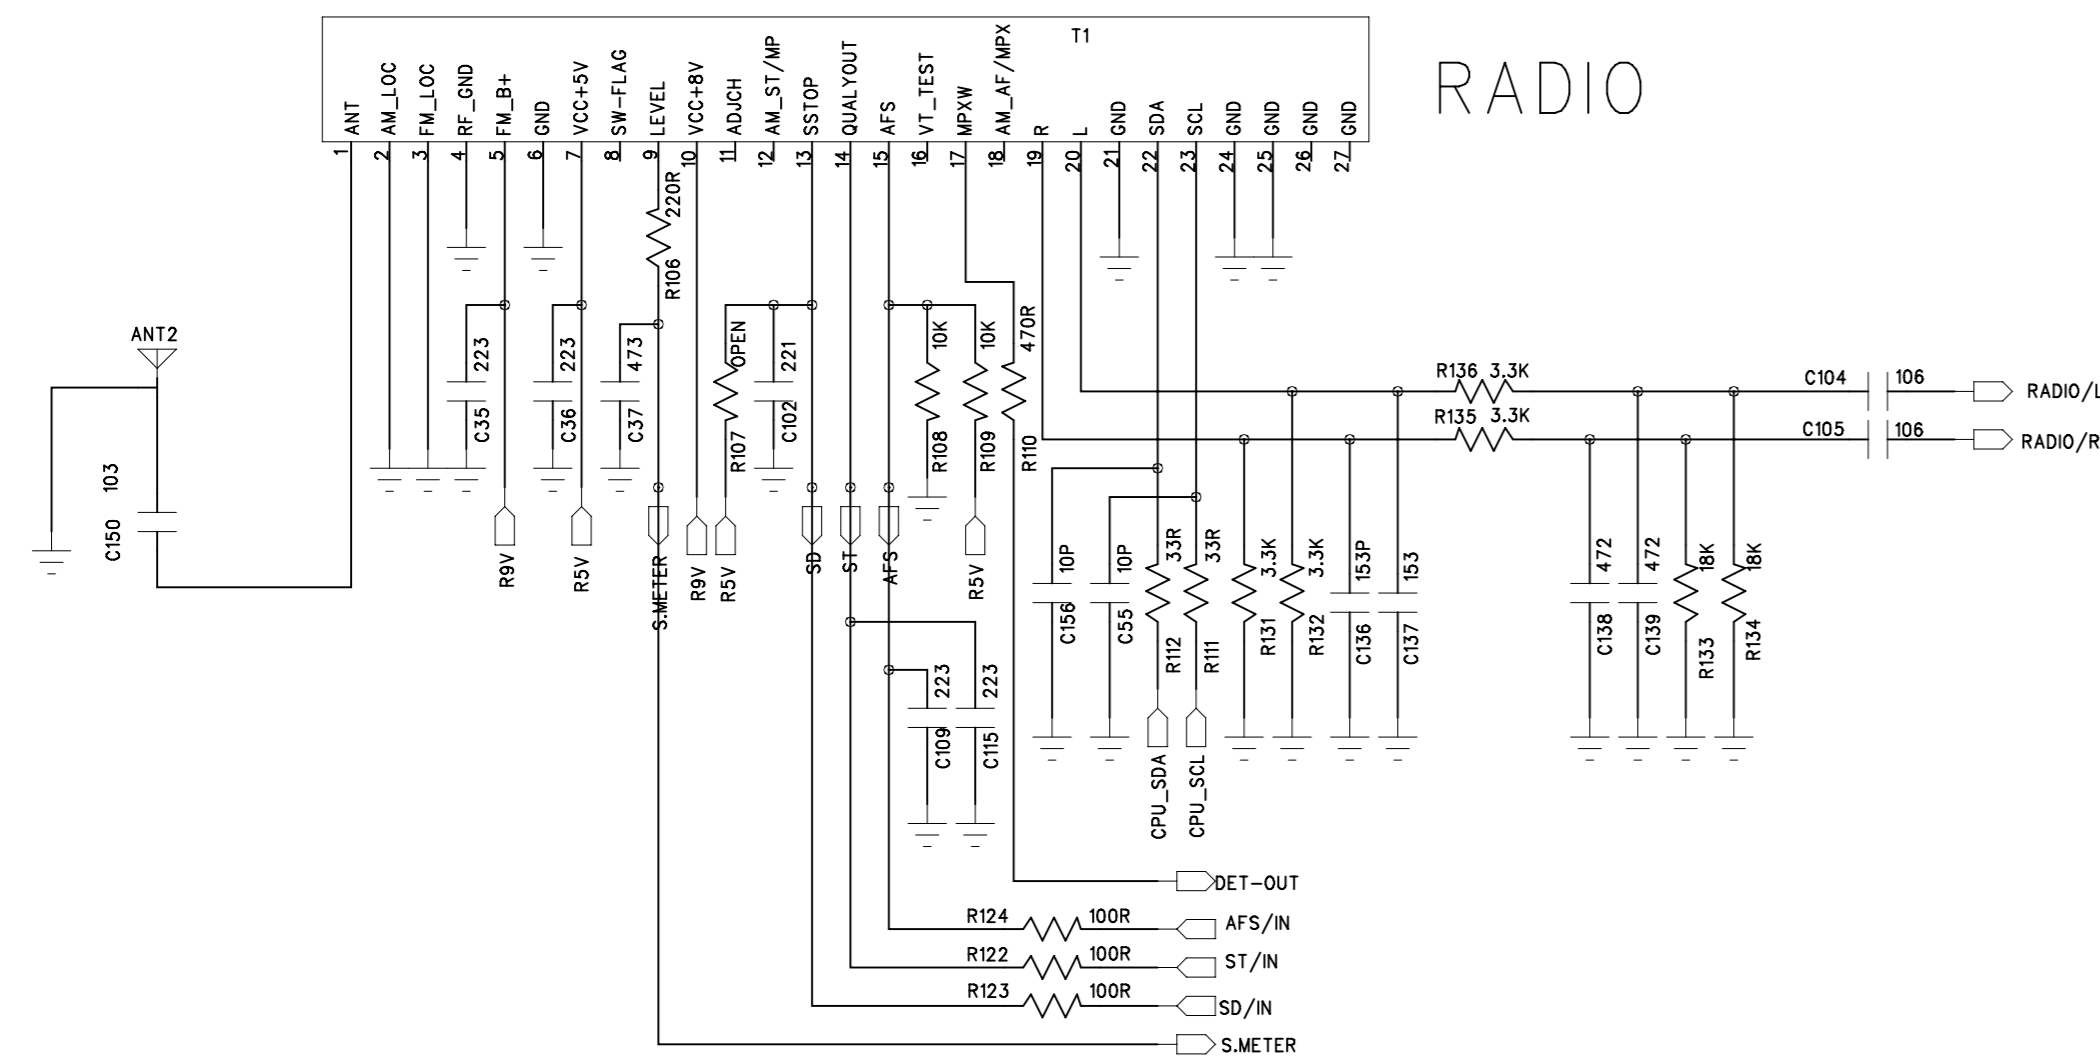 T1
RADIO
ANT
AM_LOC
FM_LOC
RF_GND
FM_B+
GND
VCC+5V
SW-FLAG
LEVEL
VCC+8V
ADJCH
AM_ST/MP
SSTOP
QUALYOUT
AFS
VT_TEST
MPXW
AM_AF/MPX
R
L
GND
SDA
SCL
GND
GND
GND
GND
1
2
3
4
5
6
7
8
9
10
11
12
13
14
15
16
17
18
19
20
21
22
23
24
25
26
27
220R
R106
ANT2
103
C150
223
C35
223
C36
473
C37
OPEN
R107
221
C102
10K
R108
10K
R109
470R
R110
R136 3.3K
R135 3.3K
C104 106
RADIO/L
C105 106
RADIO/R
R9V
R5V
S.METER
R9V
R5V
SD
ST
AFS
R5V
10P
C156
10P
C55
33R
R112
33R
R111
3.3K
R131
3.3K
R132
153P
C136
153
C137
472
C138
472
C139
18K
R133
18K
R134
223
C109
223
C115
CPU_SDA
CPU_SCL
DET-OUT
R124 100R AFS/IN
R122 100R ST/IN
R123 100R SD/IN
S.METER